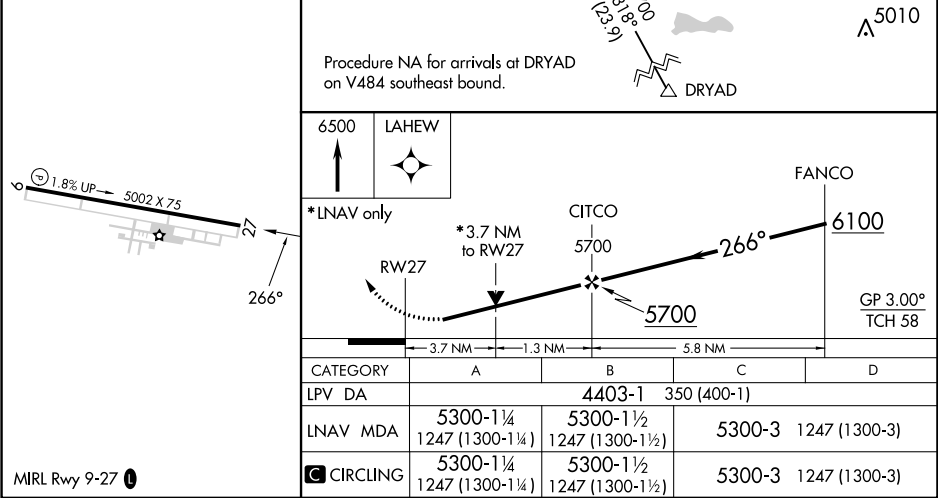 00
318°
(23.9)
5010
Procedure NA for arrivals at DRYAD
on V484 southeast bound.
DRYAD
9
P
1.8% UP
5002 X 75
27
266°
MIRL Rwy 9-27 L
6500
LAHEW
*LNAV only
*3.7 NM
to RW27
CITCO
5700
FANCO
RW27
266°
6100
5700
GP 3.00°
TCH 58
3.7 NM
1.3 NM
5.8 NM
CATEGORY A B C D
LPV DA 4403-1 350 (400-1)
LNAV MDA 5300-1¼ 1247 (1300-1¼) 5300-1½ 1247 (1300-1½) 5300-3 1247 (1300-3)
C CIRCLING 5300-1¼ 1247 (1300-1¼) 5300-1½ 1247 (1300-1½) 5300-3 1247 (1300-3)